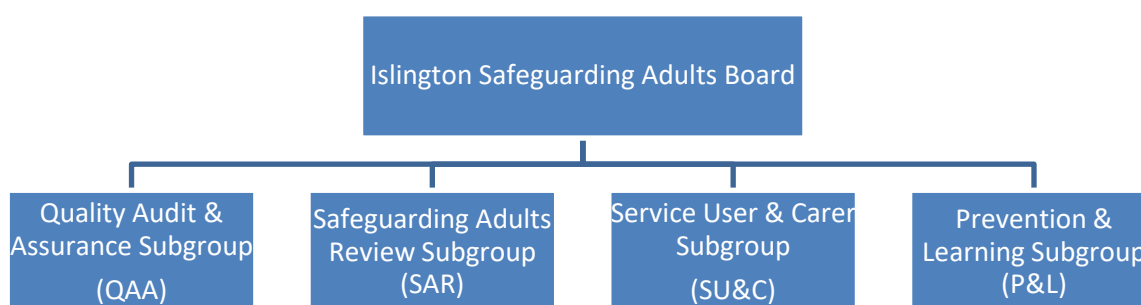 Islington Safeguarding Adults Board
Quality Audit &
Assurance Subgroup
(QAA)
Safeguarding Adults
Review Subgroup
(SAR)
Service User & Carer
Subgroup
(SU&C)
Prevention &
Learning Subgroup
(P&L)